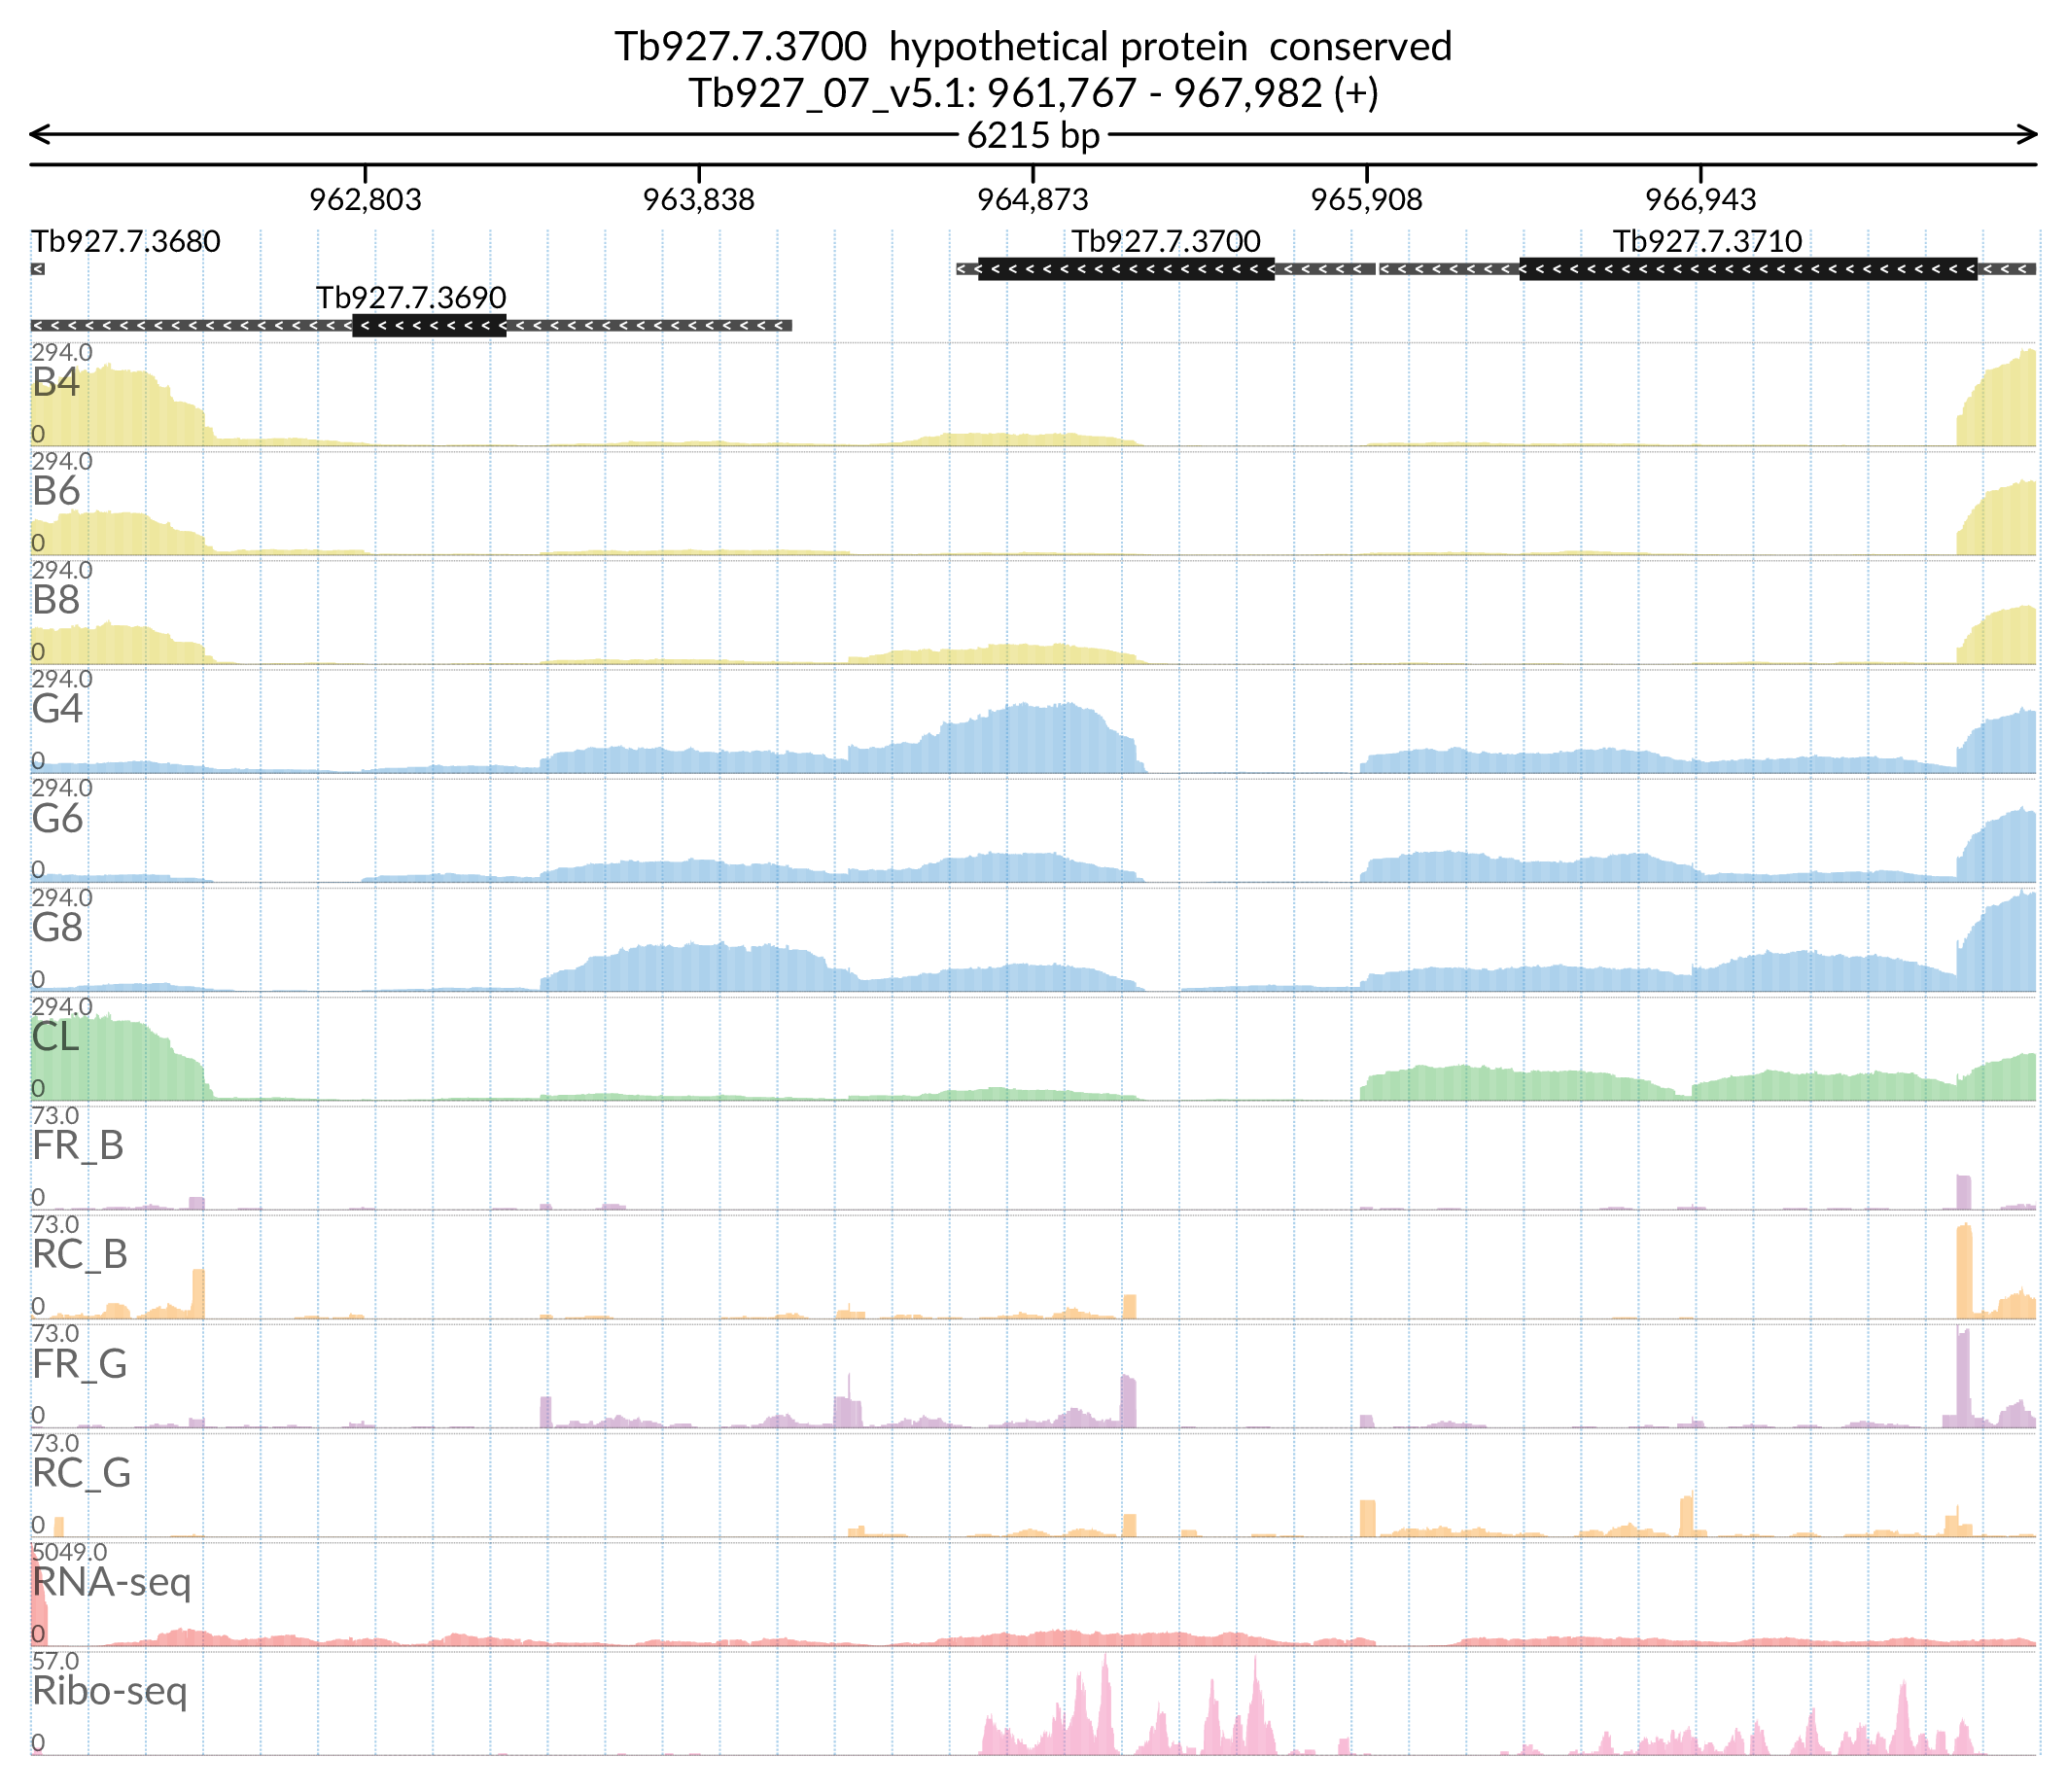 Tb927.7.3700  hypothetical protein  conserved
Tb927_07_v5.1: 961,767 - 967,982 (+)
6215 bp
962,803 963,838 964,873 965,908 966,943
Tb927.7.3680 Tb927.7.3700 Tb927.7.3710
Tb927.7.3690
294.0
B4
0
294.0
B6
0
294.0
B8
0
294.0
G4
0
294.0
G6
0
294.0
G8
0
294.0
CL
0
73.0
FR_B
0
73.0
RC_B
0
73.0
FR_G
0
73.0
RC_G
0
5049.0
RNA-seq
0
57.0
Ribo-seq
0